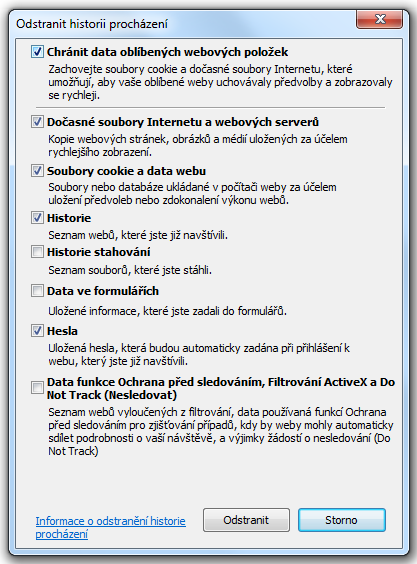 Odstranit historii procházení
Chránit data oblíbených webových položek
Zachovejte soubory cookie a dočasné soubory Internetu, které
umožňují, aby vaše oblíbené weby uchovávaly předvolby a zobrazovaly
se rychleji.
Dočasné soubory Internetu a webových serverů
Kopie webových stránek, obrázků a médií uložených za účelem
rychlejšího zobrazení.
Soubory cookie a data webu
Soubory nebo databáze ukládané v počítači weby za účelem
uložení předvoleb nebo zdokonalení výkonu webů.
Historie
Seznam webů, které jste již navštívili.
Historie stahování
Seznam souborů, které jste stáhli.
Data ve formulářích
Uložené informace, které jste zadali do formulářů.
Hesla
Uložená hesla, která budou automaticky zadána při přihlášení k
webu, který jste již navštívili.
Data funkce Ochrana před sledováním, Filtrování ActiveX a Do
Not Track (Nesledovat)
Seznam webů vyloučených z filtrování, data používaná funkcí Ochrana
před sledováním pro zjišťování případů, kdy by weby mohly automaticky
sdílet podrobnosti o vaší návštěvě, a výjimky žádostí o nesledování (Do
Not Track)
Informace o odstranění historie
procházení
Odstranit
Storno